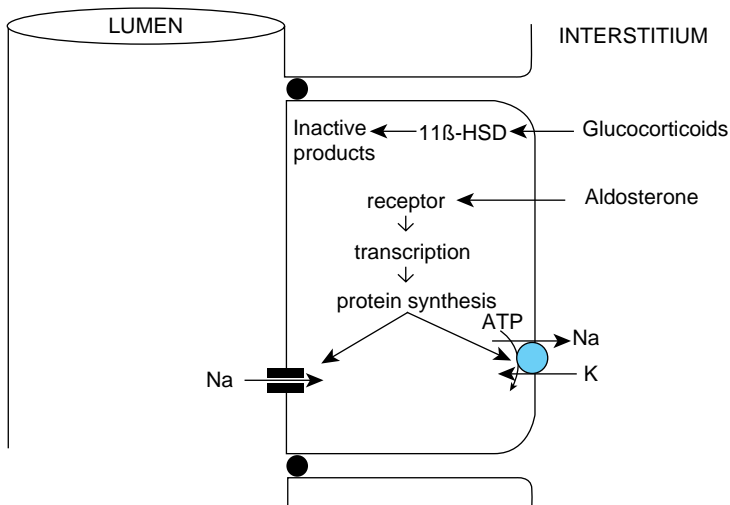 LUMEN
INTERSTITIUM
Inactive
products
11ß-HSD
Glucocorticoids
receptor
Aldosterone
transcription
protein synthesis
ATP
Na
Na
K